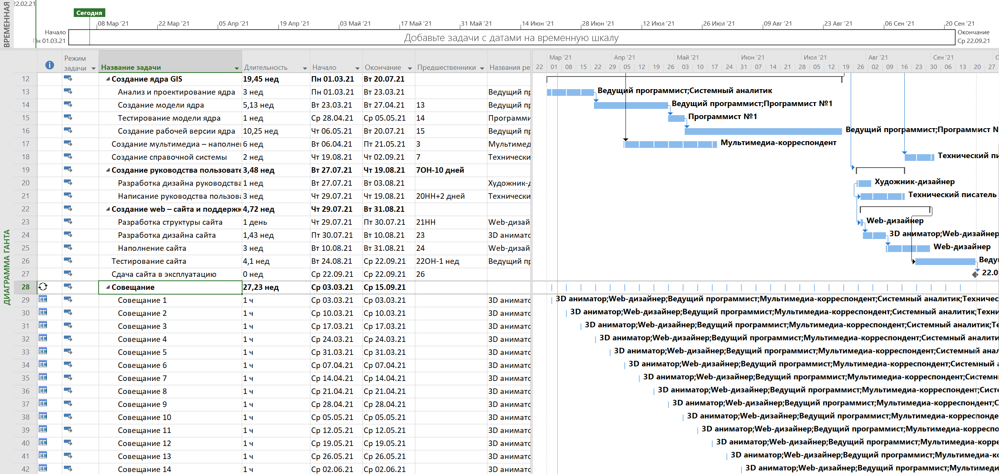 ВРЕМЕННАЯ
22.02.21
Сегодня
08 Мар '21 22 Мар '21 05 Апр '21 19 Апр '21 03 Май '21 17 Май '21 31 Май '21 14 Июн '21 28 Июн '21 12 Июл '21 26 Июл '21 09 Авг '21 23 Авг '21 06 Сен '21 20 Сен '21
Начало
Пн 01.03.21
Добавьте задачи с датами на временную шкалу
Окончание
Ср 22.09.21
ДИАГРАММА ГАНТА
Режим задачи Название задачи Длительность Начало Окончание Предшественники Названия ре
Мар '21 Апр '21 Май '21 Июн '21 Июл '21 Авг '21 Сен '21
22 01 08 15 22 29 05 12 19 26 03 10 17 24 31 07 14 21 28 05 12 19 26 02 09 16 23 30 06 13 20 27
12 Создание ядра GIS 19,45 нед Пн 01.03.21 Вт 20.07.21
13 Анализ и проектирование ядра 3 нед Пн 01.03.21 Вт 23.03.21 Ведущий пр Ведущий программист;Системный аналитик
14 Создание модели ядра 5,13 нед Вт 23.03.21 Вт 27.04.21 13 Ведущий пр Ведущий программист;Программист №1
15 Тестирование модели ядра 1 нед Ср 28.04.21 Ср 05.05.21 14 Программи Программист №1
16 Создание рабочей версии ядра 10,25 нед Чт 06.05.21 Вт 20.07.21 15 Ведущий пр Ведущий программист;Программист N
17 Создание мультимедиа – наполне 6 нед Вт 06.04.21 Пт 21.05.21 3 Мультимед Мультимедиа-корреспондент
18 Создание справочной системы 2 нед Чт 19.08.21 Чт 02.09.21 7 Технически Технический пи
19 Создание руководства пользовате 3,48 нед Вт 27.07.21 Чт 19.08.21 7ОН-10 дней
20 Разработка дизайна руководства 1 нед Вт 27.07.21 Вт 03.08.21 Художник-д Художник-дизайнер
21 Написание руководства пользова 3 нед Чт 29.07.21 Чт 19.08.21 20НН+2 дней Технически Технический писатель
22 Создание web – сайта и поддержк 4,72 нед Чт 29.07.21 Вт 31.08.21
23 Разработка структуры сайта 1 день Чт 29.07.21 Пт 30.07.21 21НН Web-дизай Web-дизайнер
24 Разработка дизайна сайта 1,43 нед Пт 30.07.21 Вт 10.08.21 23 3D аниматс 3D аниматор;Web-дизайнер
25 Наполнение сайта 3 нед Вт 10.08.21 Вт 31.08.21 24 Web-дизай Web-дизайнер
26 Тестирование сайта 4,1 нед Вт 24.08.21 Ср 22.09.21 22ОН-1 нед Ведущий пр Веду
27 Сдача сайта в эксплуатацию 0 нед Ср 22.09.21 Ср 22.09.21 26 22.0
28 Совещание 27,23 нед Ср 03.03.21 Ср 15.09.21
29 Совещание 1 1 ч Ср 03.03.21 Ср 03.03.21 3D аниматс 3D аниматор;Web-дизайнер;Ведущий программист;Мультимедиа-корреспондент;Системный аналитик;Техничес
30 Совещание 2 1 ч Ср 10.03.21 Ср 10.03.21 3D аниматс 3D аниматор;Web-дизайнер;Ведущий программист;Мультимедиа-корреспондент;Системный аналитик;Техни
31 Совещание 3 1 ч Ср 17.03.21 Ср 17.03.21 3D аниматс 3D аниматор;Web-дизайнер;Ведущий программист;Мультимедиа-корреспондент;Системный аналитик;Те
32 Совещание 4 1 ч Ср 24.03.21 Ср 24.03.21 3D аниматс 3D аниматор;Web-дизайнер;Ведущий программист;Мультимедиа-корреспондент;Системный аналити
33 Совещание 5 1 ч Ср 31.03.21 Ср 31.03.21 3D аниматс 3D аниматор;Web-дизайнер;Ведущий программист;Мультимедиа-корреспондент;Системный анал
34 Совещание 6 1 ч Ср 07.04.21 Ср 07.04.21 3D аниматс 3D аниматор;Web-дизайнер;Ведущий программист;Мультимедиа-корреспондент;Системный а
35 Совещание 7 1 ч Ср 14.04.21 Ср 14.04.21 3D аниматс 3D аниматор;Web-дизайнер;Ведущий программист;Мультимедиа-корреспондент;Системн
36 Совещание 8 1 ч Ср 21.04.21 Ср 21.04.21 3D аниматс 3D аниматор;Web-дизайнер;Ведущий программист;Мультимедиа-корреспондент;Систе
37 Совещание 9 1 ч Ср 28.04.21 Ср 28.04.21 3D аниматс 3D аниматор;Web-дизайнер;Ведущий программист;Мультимедиа-корреспондент;С
38 Совещание 10 1 ч Ср 05.05.21 Ср 05.05.21 3D аниматс 3D аниматор;Web-дизайнер;Ведущий программист;Мультимедиа-корреспонде
39 Совещание 11 1 ч Ср 12.05.21 Ср 12.05.21 3D аниматс 3D аниматор;Web-дизайнер;Ведущий программист;Мультимедиа-корреспо
40 Совещание 12 1 ч Ср 19.05.21 Ср 19.05.21 3D аниматс 3D аниматор;Web-дизайнер;Ведущий программист;Мультимедиа-корре
41 Совещание 13 1 ч Ср 26.05.21 Ср 26.05.21 3D аниматс 3D аниматор;Web-дизайнер;Ведущий программист;Мультимедиа-ко
42 Совещание 14 1 ч Ср 02.06.21 Ср 02.06.21 3D аниматс 3D аниматор;Web-дизайнер;Ведущий программист;Мультимедиа